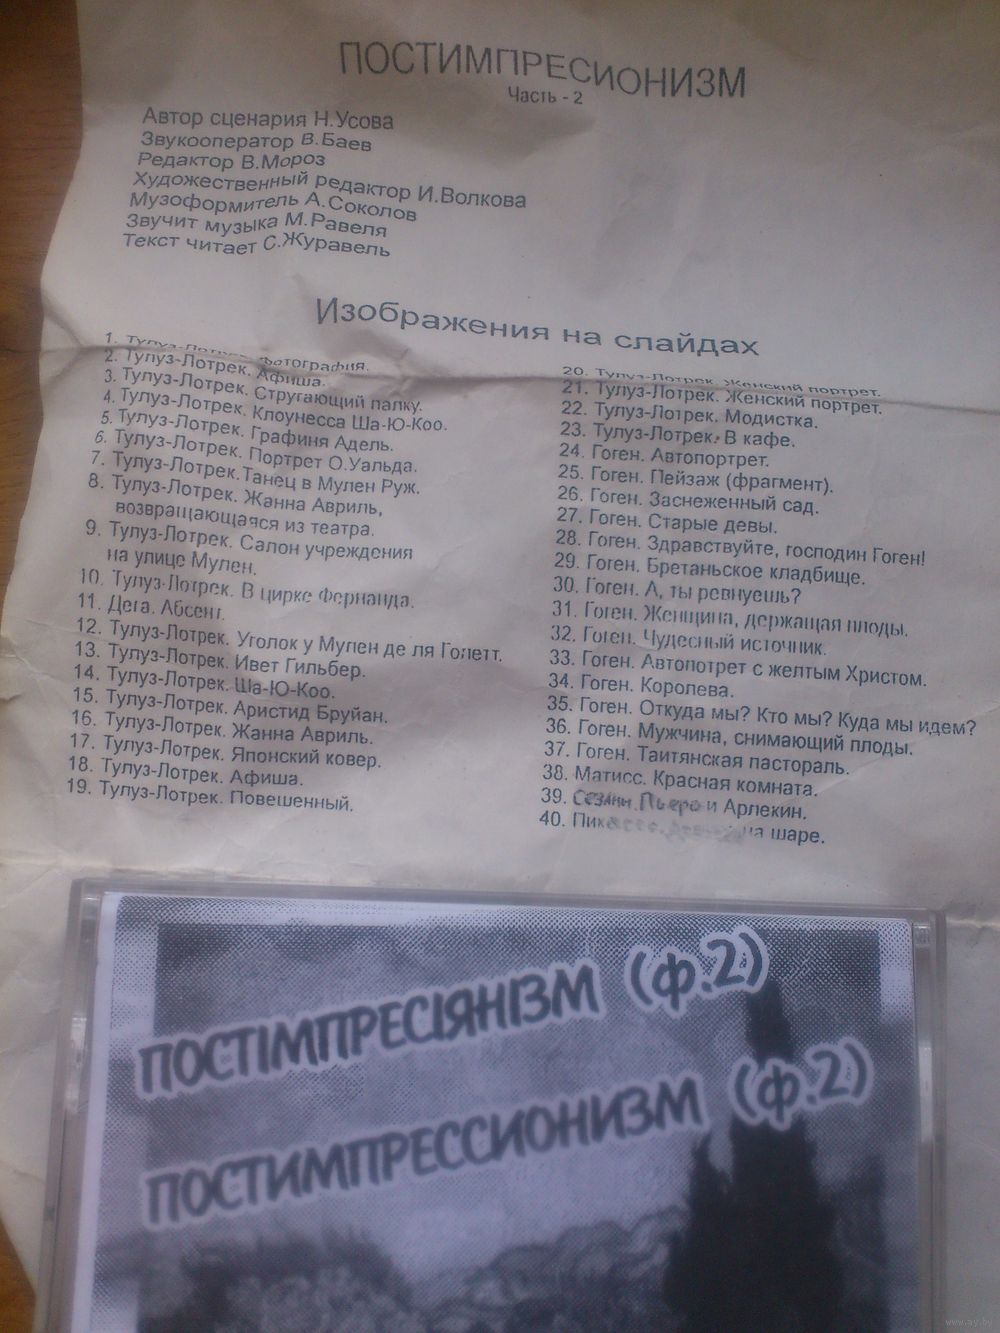 ПОСТИМПРЕСИОНИЗМ
Часть - 2
Автор сценария Н.Усова
Звукооператор В.Баев
Редактор В.Мороз
Художественный редактор И.Волкова
Музоформитель А.Соколов
Звучит музыка М.Равеля
Текст читает С.Журавель
Изображения на слайдах
1. Тулуз-Лотрек. Фотография.
2. Тулуз-Лотрек. Афиша.
3. Тулуз-Лотрек. Стругающий палку.
4. Тулуз-Лотрек. Клоунесса Ша-Ю-Коо.
5. Тулуз-Лотрек. Графиня Адель.
6. Тулуз-Лотрек. Портрет О.Уальда.
7. Тулуз-Лотрек.Танец в Мулен Руж.
8. Тулуз-Лотрек. Жанна Авриль,
возвращающаяся из театра.
9. Тулуз-Лотрек. Салон учреждения
на улице Мулен.
10. Тулуз-Лотрек. В цирке Фернанда.
11. Дега. Абсент.
12. Тулуз-Лотрек. Уголок у Мулен де ля Голетт.
13. Тулуз-Лотрек. Ивет Гильбер.
14. Тулуз-Лотрек. Ша-Ю-Коо.
15. Тулуз-Лотрек. Аристид Бруйан.
16. Тулуз-Лотрек. Жанна Авриль.
17. Тулуз-Лотрек. Японский ковер.
18. Тулуз-Лотрек. Афиша.
19. Тулуз-Лотрек. Повешенный.
20. Тулуз-Лотрек. Женский портрет.
21. Тулуз-Лотрек. Женский портрет.
22. Тулуз-Лотрек. Модистка.
23. Тулуз-Лотрек. В кафе.
24. Гоген. Автопортрет.
25. Гоген. Пейзаж (фрагмент).
26. Гоген. Заснеженный сад.
27. Гоген. Старые девы.
28. Гоген. Здравствуйте, господин Гоген!
29. Гоген. Бретаньское кладбище.
30. Гоген. А, ты ревнуешь?
31. Гоген. Женщина, держащая плоды.
32. Гоген. Чудесный источник.
33. Гоген. Автопотрет с желтым Христом.
34. Гоген. Королева.
35. Гоген. Откуда мы? Кто мы? Куда мы идем?
36. Гоген. Мужчина, снимающий плоды.
37. Гоген. Таитянская пастораль.
38. Матисс. Красная комната.
39. Сезанн. Пьеро и Арлекин.
40. Пикассо. на шаре.
ПОСТІМПРЕСІЯНІЗМ (ф.2)
ПОСТИМПРЕССИОНИЗМ (ф.2)
www.ay.by